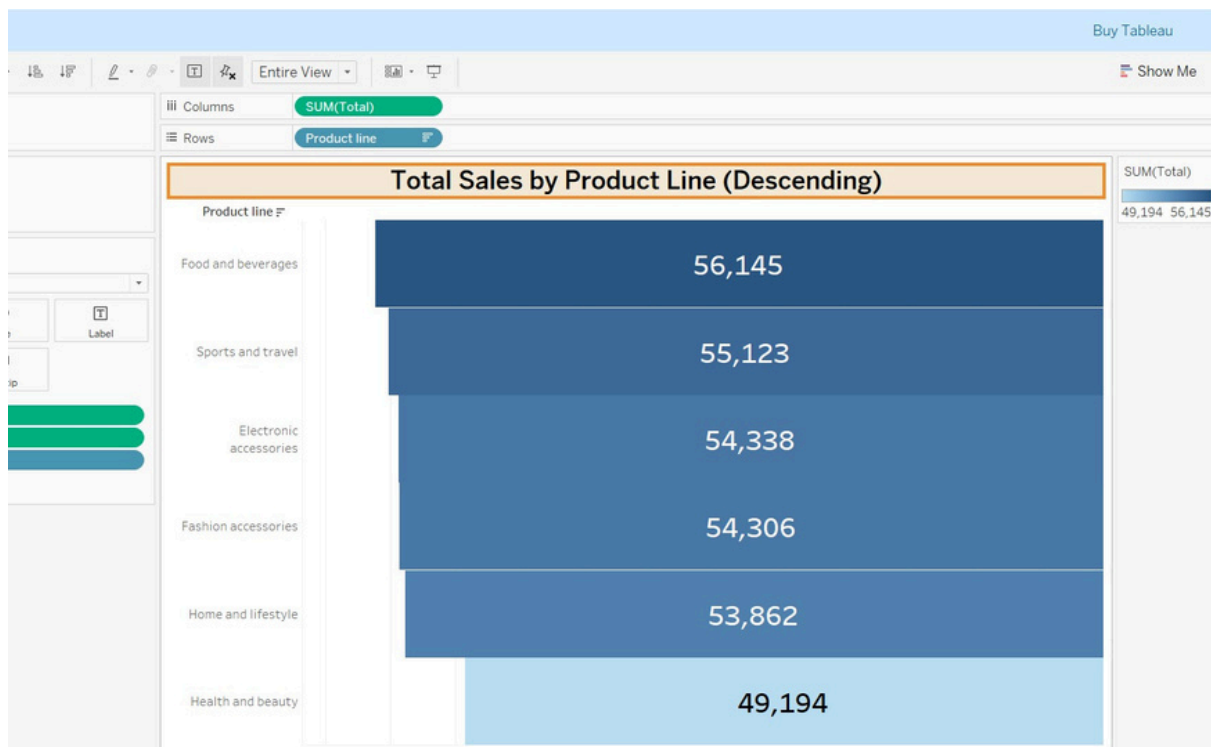 Buy Tableau
Entire View
Show Me
Columns SUM(Total)
Rows Product line
Total Sales by Product Line (Descending)
SUM(Total)
49,194 56,145
Product line
Food and beverages 56,145
Sports and travel 55,123
Electronic
accessories
54,338
Fashion accessories 54,306
Home and lifestyle 53,862
Health and beauty 49,194
T
Label